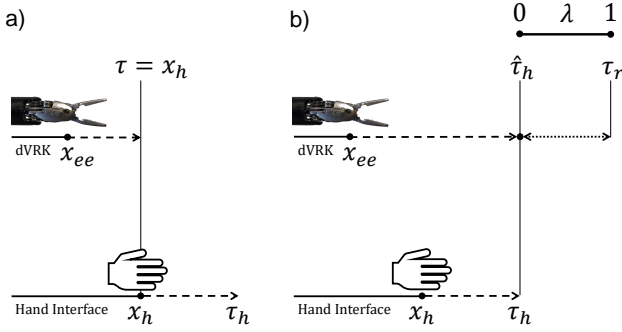 a)
τ = x_h
dVRK
x_ee
Hand Interface
x_h
τ_h
b)
0 λ 1
τ̂_h
τ_r
dVRK
x_ee
Hand Interface
x_h
τ_h